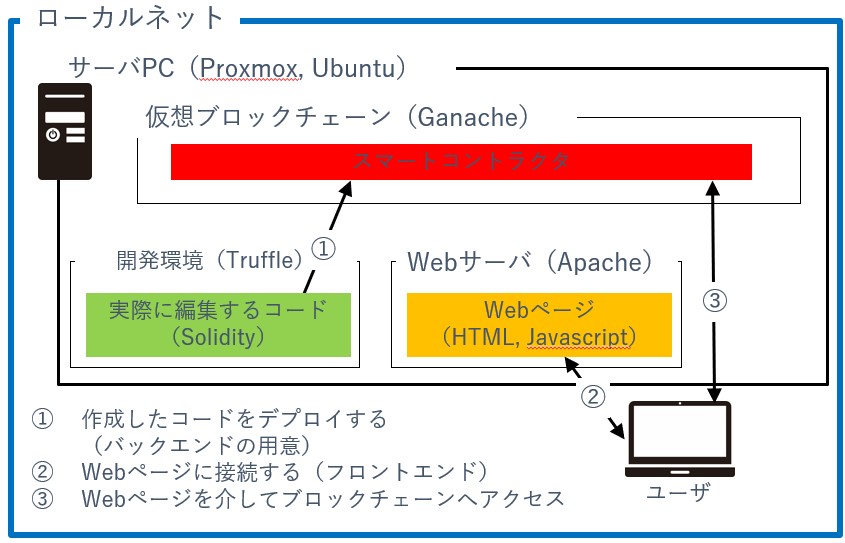 ローカルネット
サーバPC（Proxmox, Ubuntu）
仮想ブロックチェーン（Ganache）
スマートコントラクタ
①
開発環境（Truffle）
Webサーバ（Apache）
実際に編集するコード
（Solidity）
Webページ
（HTML, Javascript）
③
②
① 作成したコードをデプロイする
（バックエンドの用意）
② Webページに接続する（フロントエンド）
③ Webページを介してブロックチェーンへアクセス
ユーザ